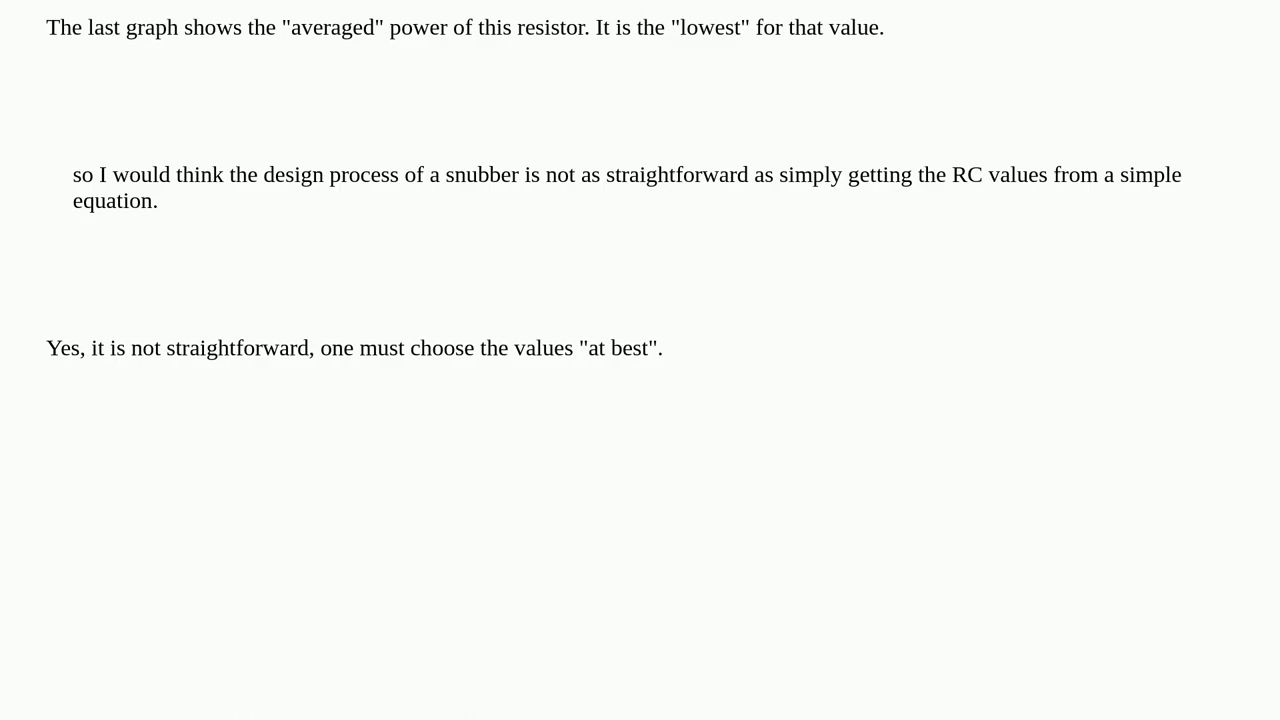 The last graph shows the "averaged" power of this resistor. It is the "lowest" for that value.
so I would think the design process of a snubber is not as straightforward as simply getting the RC values from a simple
equation.
Yes, it is not straightforward, one must choose the values "at best".